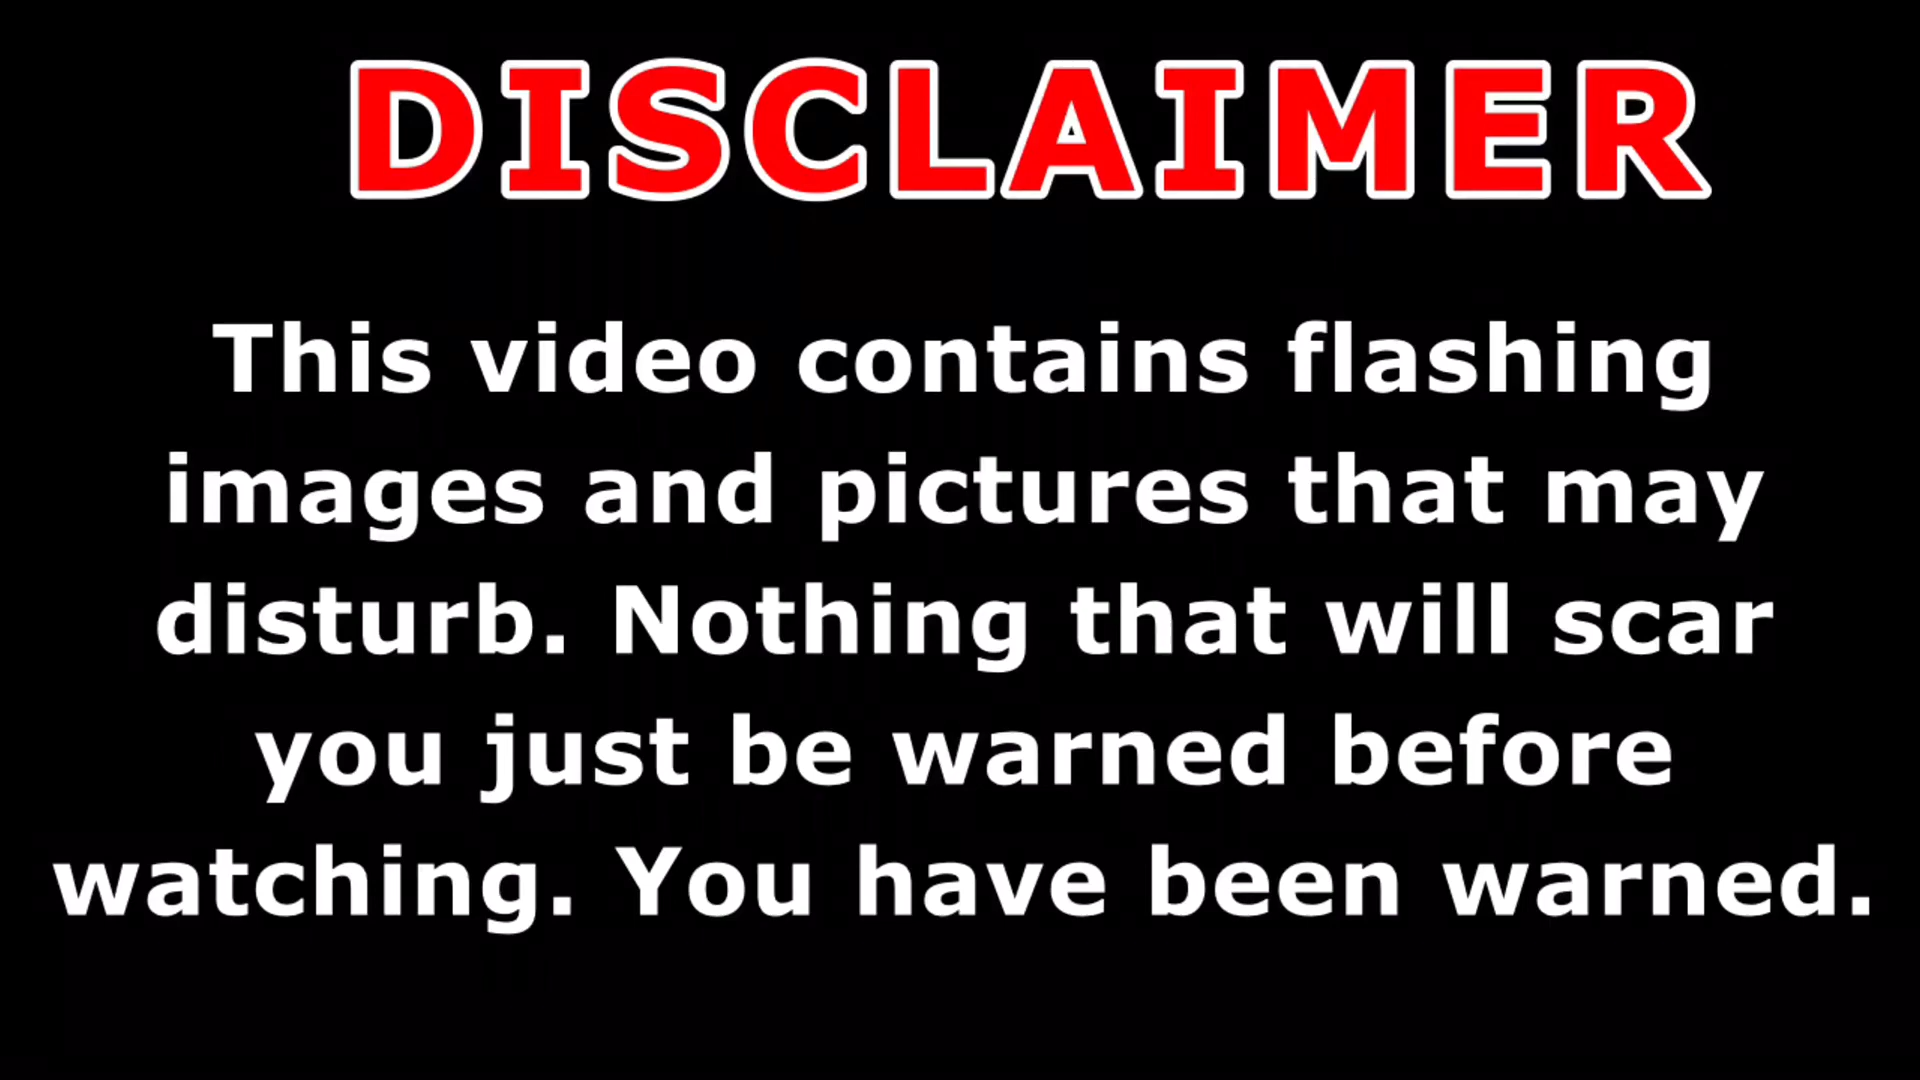 DISCLAIMER
This video contains flashing
images and pictures that may
disturb. Nothing that will scar
you just be warned before
watching. You have been warned.